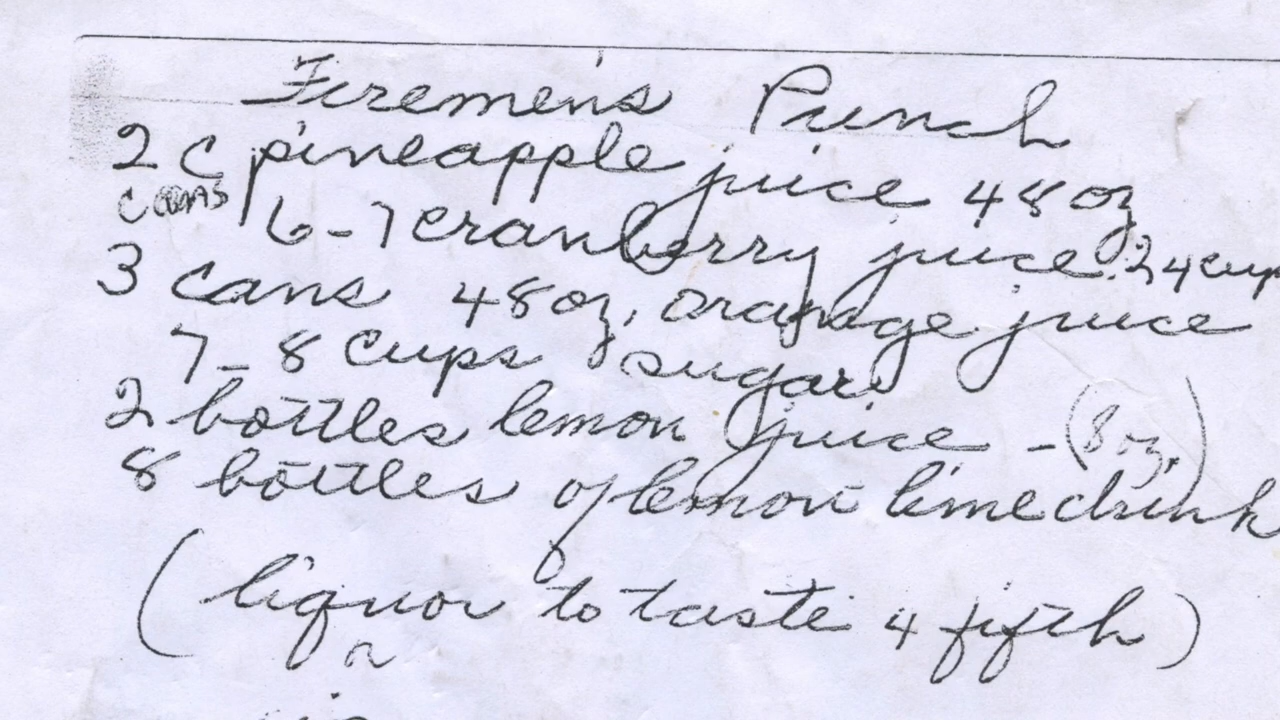 Firemen's Punch
2 C pineapple juice 48 oz
cans 6-7 cranberry juice 24 cups
3 cans 48 oz. orange juice
7-8 cups sugar
2 bottles lemon juice - (8 oz.)
8 bottles of lemon lime drink
(liquor to taste 4 fifth)